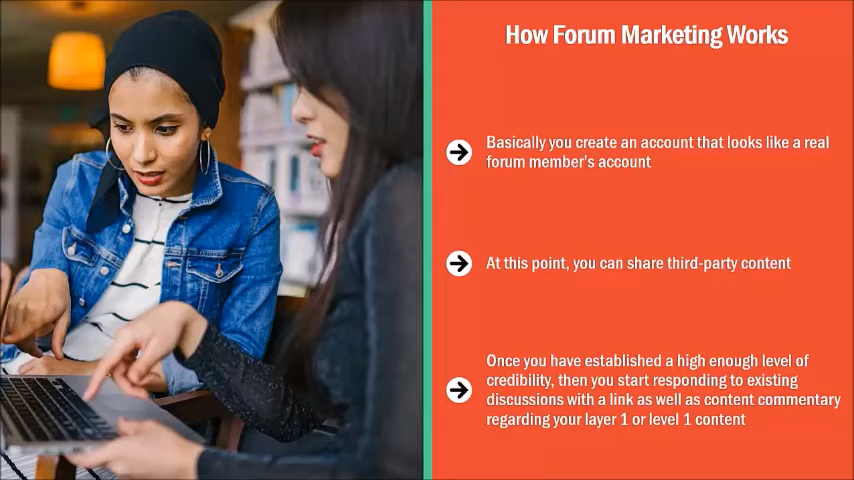 How Forum Marketing Works
Basically you create an account that looks like a real
forum member's account
At this point, you can share third-party content
Once you have established a high enough level of
credibility, then you start responding to existing
discussions with a link as well as content commentary
regarding your layer 1 or level 1 content